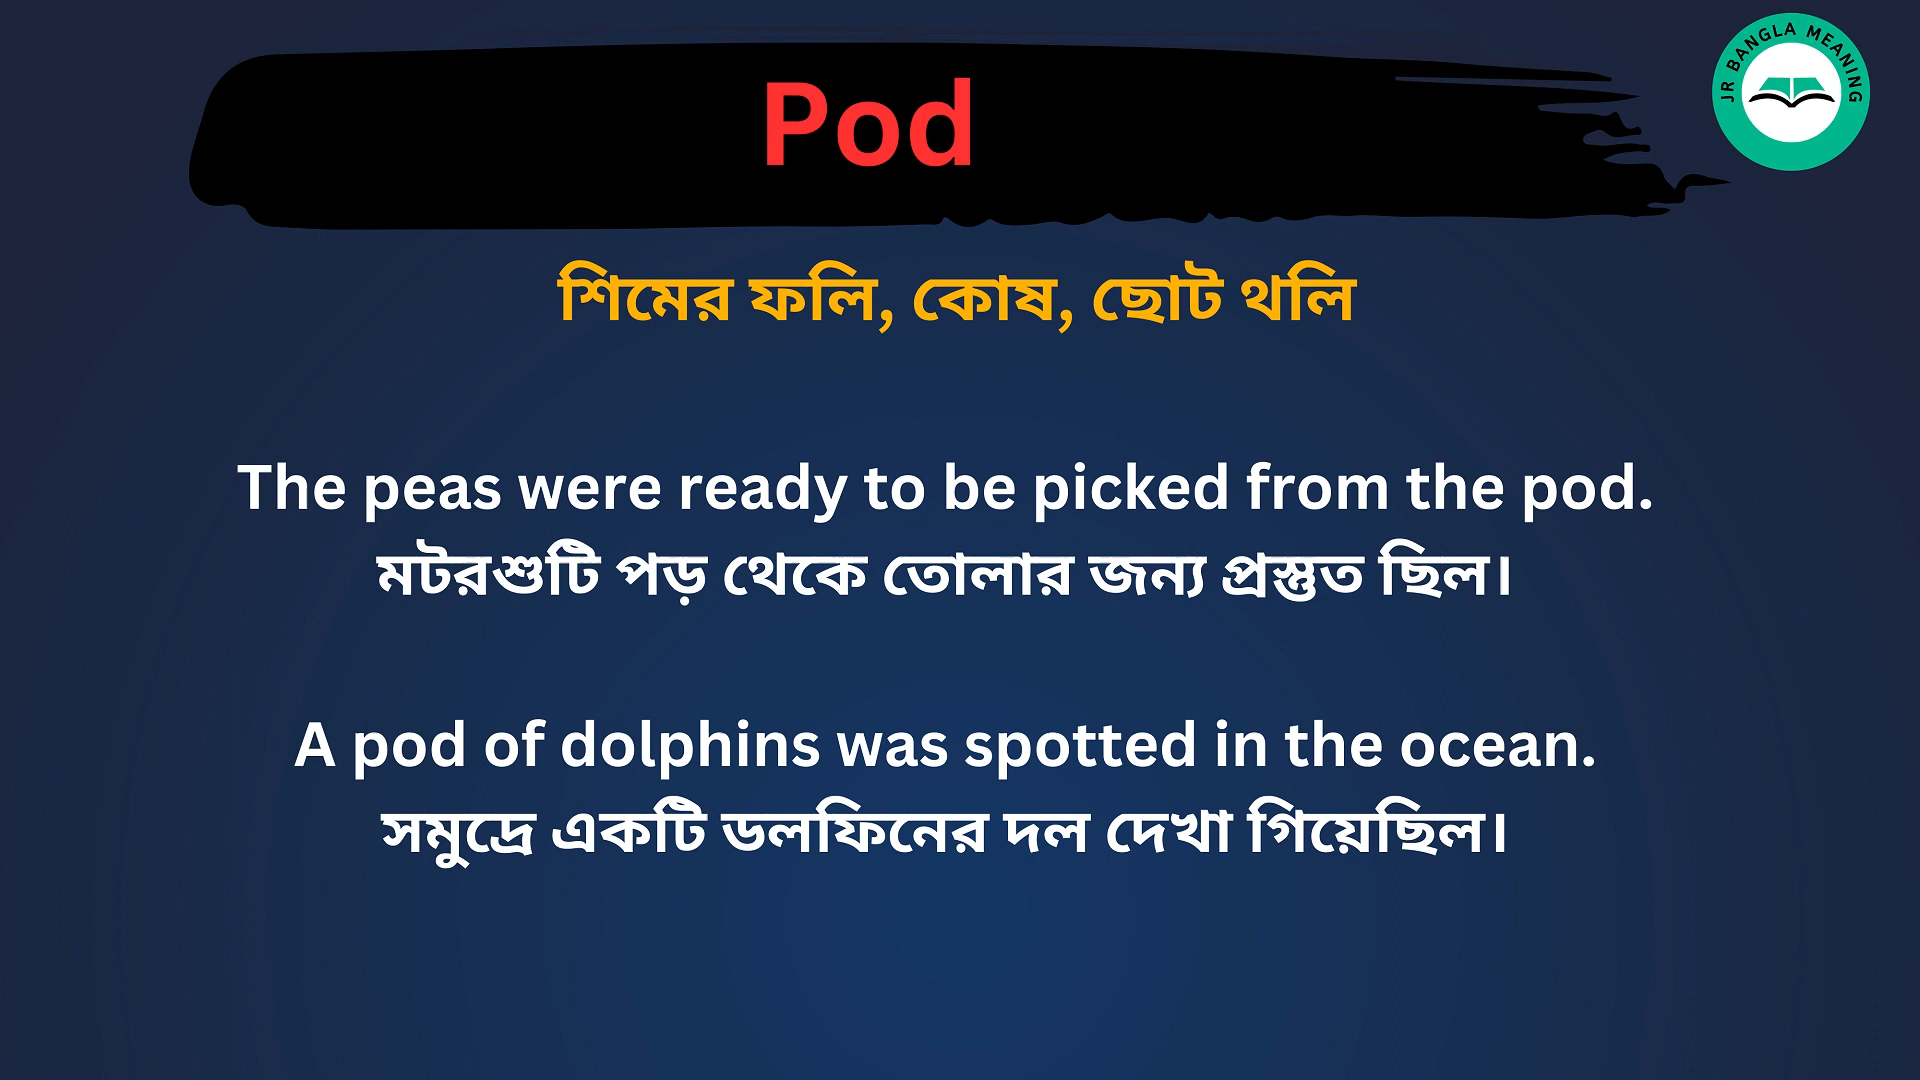 JR BANGLA MEANING
Pod
শিমের ফলি, কোষ, ছোট থলি
The peas were ready to be picked from the pod.
মটরশুটি পড় থেকে তোলার জন্য প্রস্তুত ছিল।
A pod of dolphins was spotted in the ocean.
সমুদ্রে একটি ডলফিনের দল দেখা গিয়েছিল।